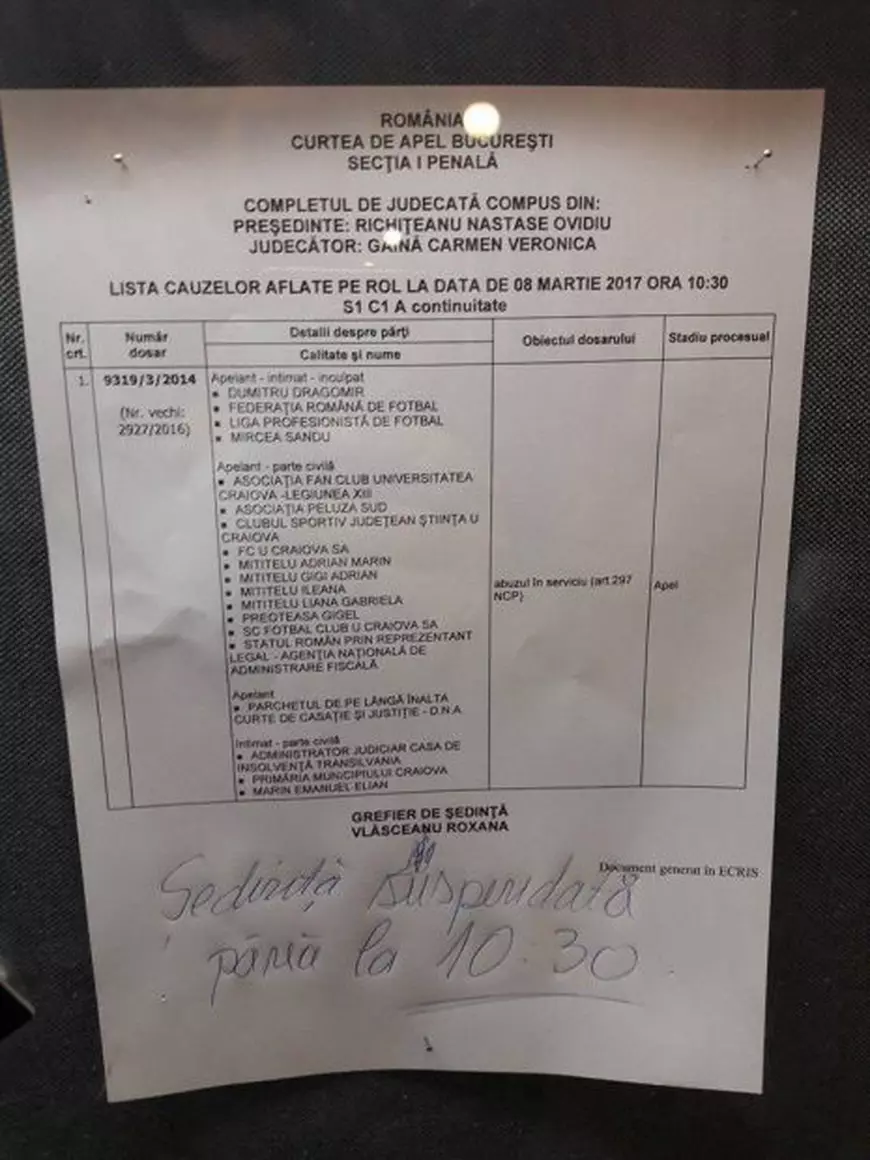 ROMÂNIA
CURTEA DE APEL BUCUREŞTI
SECŢIA I PENALĂ
COMPLETUL DE JUDECATĂ COMPUS DIN:
PREŞEDINTE: RICHIŢEANU NASTASE OVIDIU
JUDECĂTOR: GAINĂ CARMEN VERONICA
LISTA CAUZELOR AFLATE PE ROL LA DATA DE 08 MARTIE 2017 ORA 10:30
S1 C1 A continuitate
Nr. crt.
Număr dosar
Detalii despre părţi
Calitate şi nume
Obiectul dosarului
Stadiu procesual
1.
9319/3/2014
(Nr. vechi:
2927/2016)
Apelant - intimat - inculpat
▪ DUMITRU DRAGOMIR
▪ FEDERAŢIA ROMÂNĂ DE FOTBAL
▪ LIGA PROFESIONISTĂ DE FOTBAL
▪ MIRCEA SANDU
Apelant - parte civilă
▪ ASOCIAŢIA FAN CLUB UNIVERSITATEA
CRAIOVA -LEGIUNEA XIII
▪ ASOCIAŢIA PELUZA SUD
▪ CLUBUL SPORTIV JUDEŢEAN ŞTIINŢA U
CRAIOVA
▪ FC U CRAIOVA SA
▪ MITITELU ADRIAN MARIN
▪ MITITELU GIGI ADRIAN
▪ MITITELU ILEANA
▪ MITITELU LIANA GABRIELA
▪ PREOTEASA GIGEL
▪ SC FOTBAL CLUB U CRAIOVA SA
▪ STATUL ROMÂN PRIN REPREZENTANT
LEGAL - AGENŢIA NAŢIONALĂ DE
ADMINISTRARE FISCALĂ
Apelant
▪ PARCHETUL DE PE LÂNGĂ ÎNALTA
CURTE DE CASAŢIE ŞI JUSTIŢIE - D.N.A.
Intimat - parte civilă
▪ ADMINISTRATOR JUDICIAR CASA DE
INSOLVENŢĂ TRANSILVANIA
▪ PRIMĂRIA MUNICIPIULUI CRAIOVA
▪ MARIN EMANUEL ELIAN
abuzul în serviciu (art.297
NCP)
Apel
GREFIER DE ŞEDINŢĂ
VLĂSCEANU ROXANA
Document generat în ECRIS
Sedinţă suspendată
până la 10:30